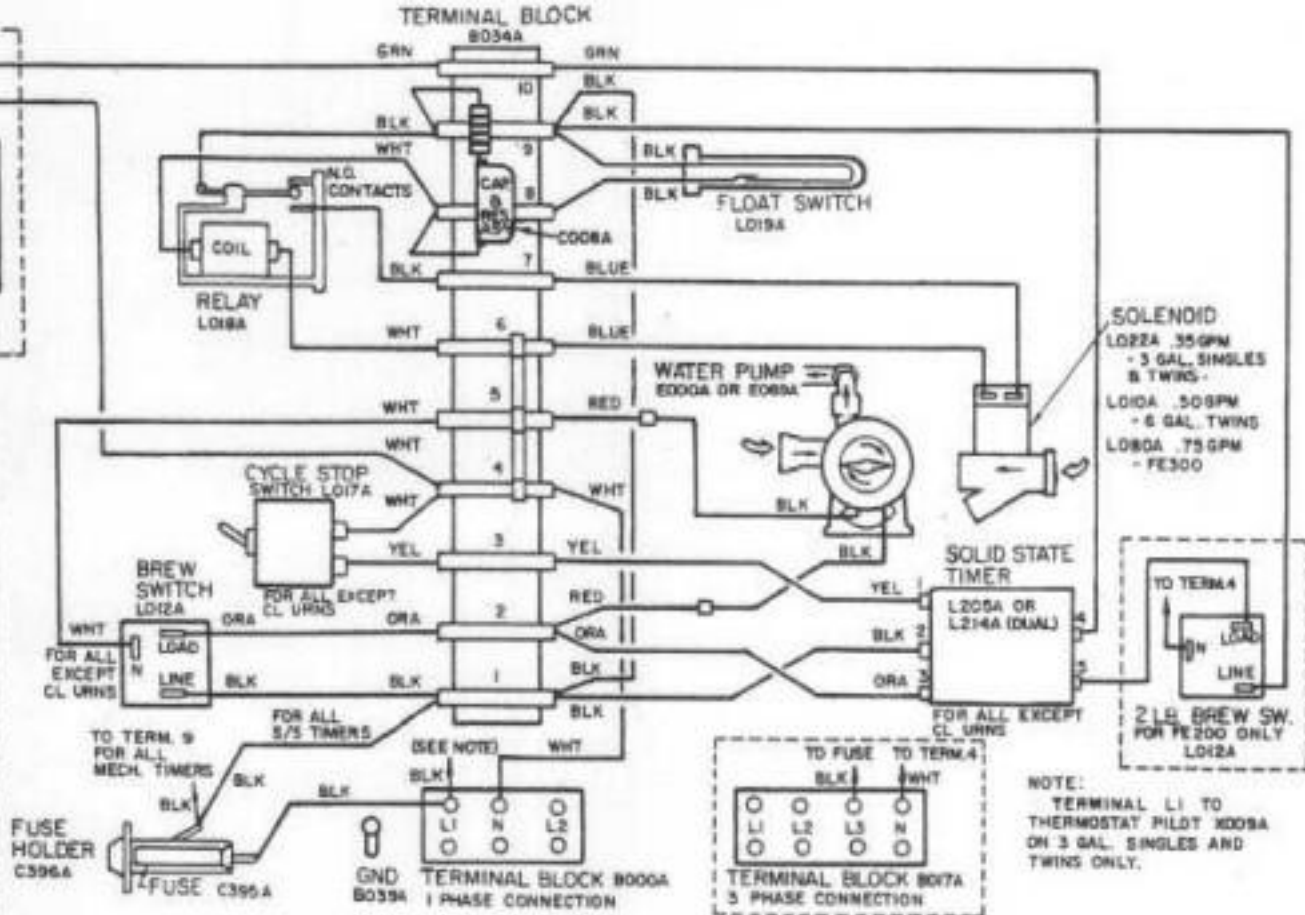 TERMINAL BLOCK
B034A
GRN
GRN
BLK
10
BLK
BLK
9
WHT
BLK
N.O.
CONTACTS
CAP
&
RES
ASY
8
BLK
FLOAT SWITCH
L019A
C008A
COIL
7
BLK
BLUE
RELAY
L018A
6
WHT
BLUE
SOLENOID
L022A .35GPM
- 3 GAL. SINGLES
& TWINS -
L010A .50GPM
- 6 GAL. TWINS
L080A .75GPM
- FE300
WATER PUMP
E000A OR E069A
5
WHT
RED
WHT
4
WHT
CYCLE STOP
SWITCH L017A
WHT
BLK
3
YEL
YEL
BLK
FOR ALL EXCEPT
CL URNS
SOLID STATE
TIMER
L205A OR
L214A (DUAL)
YEL
1
BLK
2
ORA
3
4
5
FOR ALL EXCEPT
CL URNS
BREW
SWITCH
L012A
2
ORA
ORA
RED
ORA
WHT
N
LOAD
LINE
FOR ALL
EXCEPT
CL URNS
1
BLK
BLK
BLK
BLK
TO TERM.4
N
LOAD
LINE
2 LB. BREW SW.
FOR FE200 ONLY
L012A
FOR ALL
S/S TIMERS
TO TERM. 9
FOR ALL
MECH. TIMERS
BLK
BLK
BLK
(SEE NOTE)
WHT
BLK
L1
N
L2
TO FUSE
TO TERM.4
BLK
WHT
L1
L2
L3
N
NOTE:
TERMINAL L1 TO
THERMOSTAT PILOT X009A
ON 3 GAL. SINGLES AND
TWINS ONLY.
FUSE
HOLDER
C396A
FUSE C395A
GND
B039A
TERMINAL BLOCK B000A
1 PHASE CONNECTION
TERMINAL BLOCK B017A
3 PHASE CONNECTION